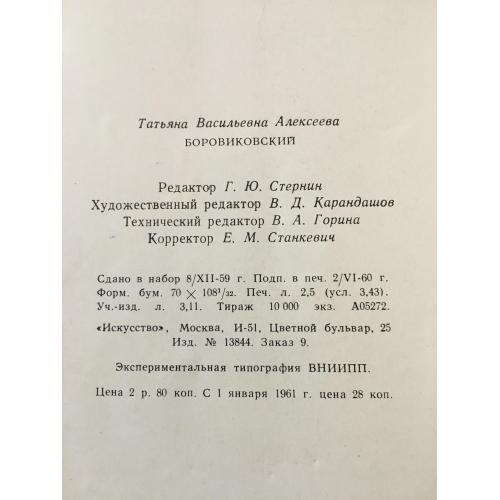 Татьяна Васильевна Алексеева
БОРОВИКОВСКИЙ
Редактор Г. Ю. Стернин
Художественный редактор В. Д. Карандашов
Технический редактор В. А. Горина
Корректор Е. М. Станкевич
Сдано в набор 8/XII-59 г. Подп. в печ. 2/VI-60 г.
Форм. бум. 70 × 108¹/₃₂. Печ. л. 2,5 (усл. 3,43).
Уч.-изд. л. 3,11. Тираж 10 000 экз. А05272.
«Искусство», Москва, И-51, Цветной бульвар, 25
Изд. № 13844. Заказ 9.
Экспериментальная типография ВНИИПП.
Цена 2 р. 80 коп. С 1 января 1961 г. цена 28 коп.